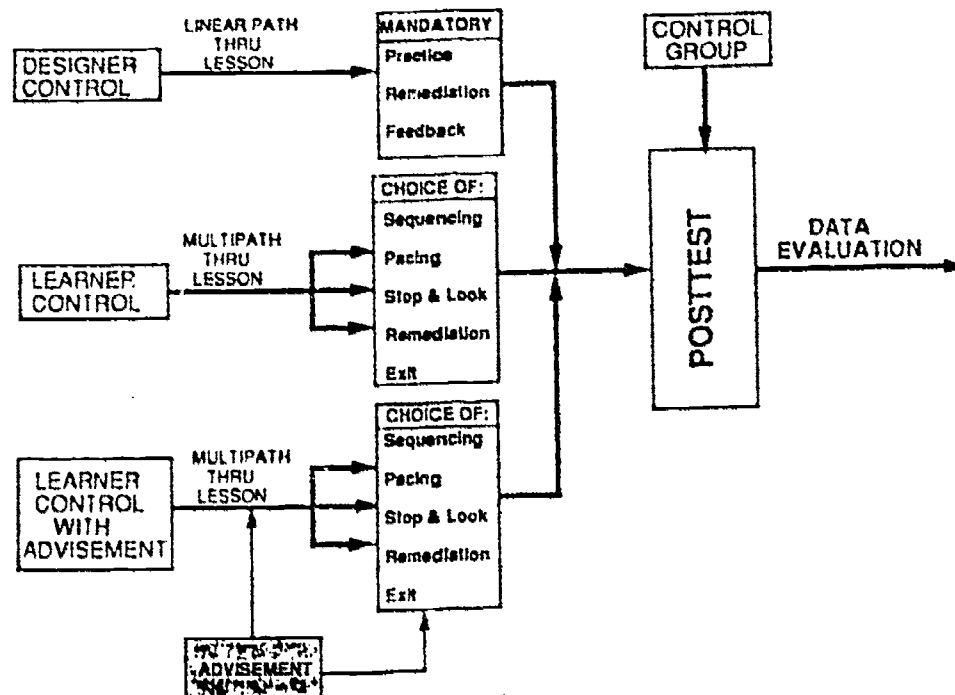 DESIGNER
CONTROL
LINEAR PATH
THRU
LESSON
MANDATORY
Practice
Remediation
Feedback
CONTROL
GROUP
LEARNER
CONTROL
MULTIPATH
THRU
LESSON
CHOICE OF:
Sequencing
Pacing
Stop & Look
Remediation
Exit
POSTTEST
DATA
EVALUATION
LEARNER
CONTROL
WITH
ADVISEMENT
MULTIPATH
THRU
LESSON
CHOICE OF:
Sequencing
Pacing
Stop & Look
Remediation
Exit
ADVISEMENT